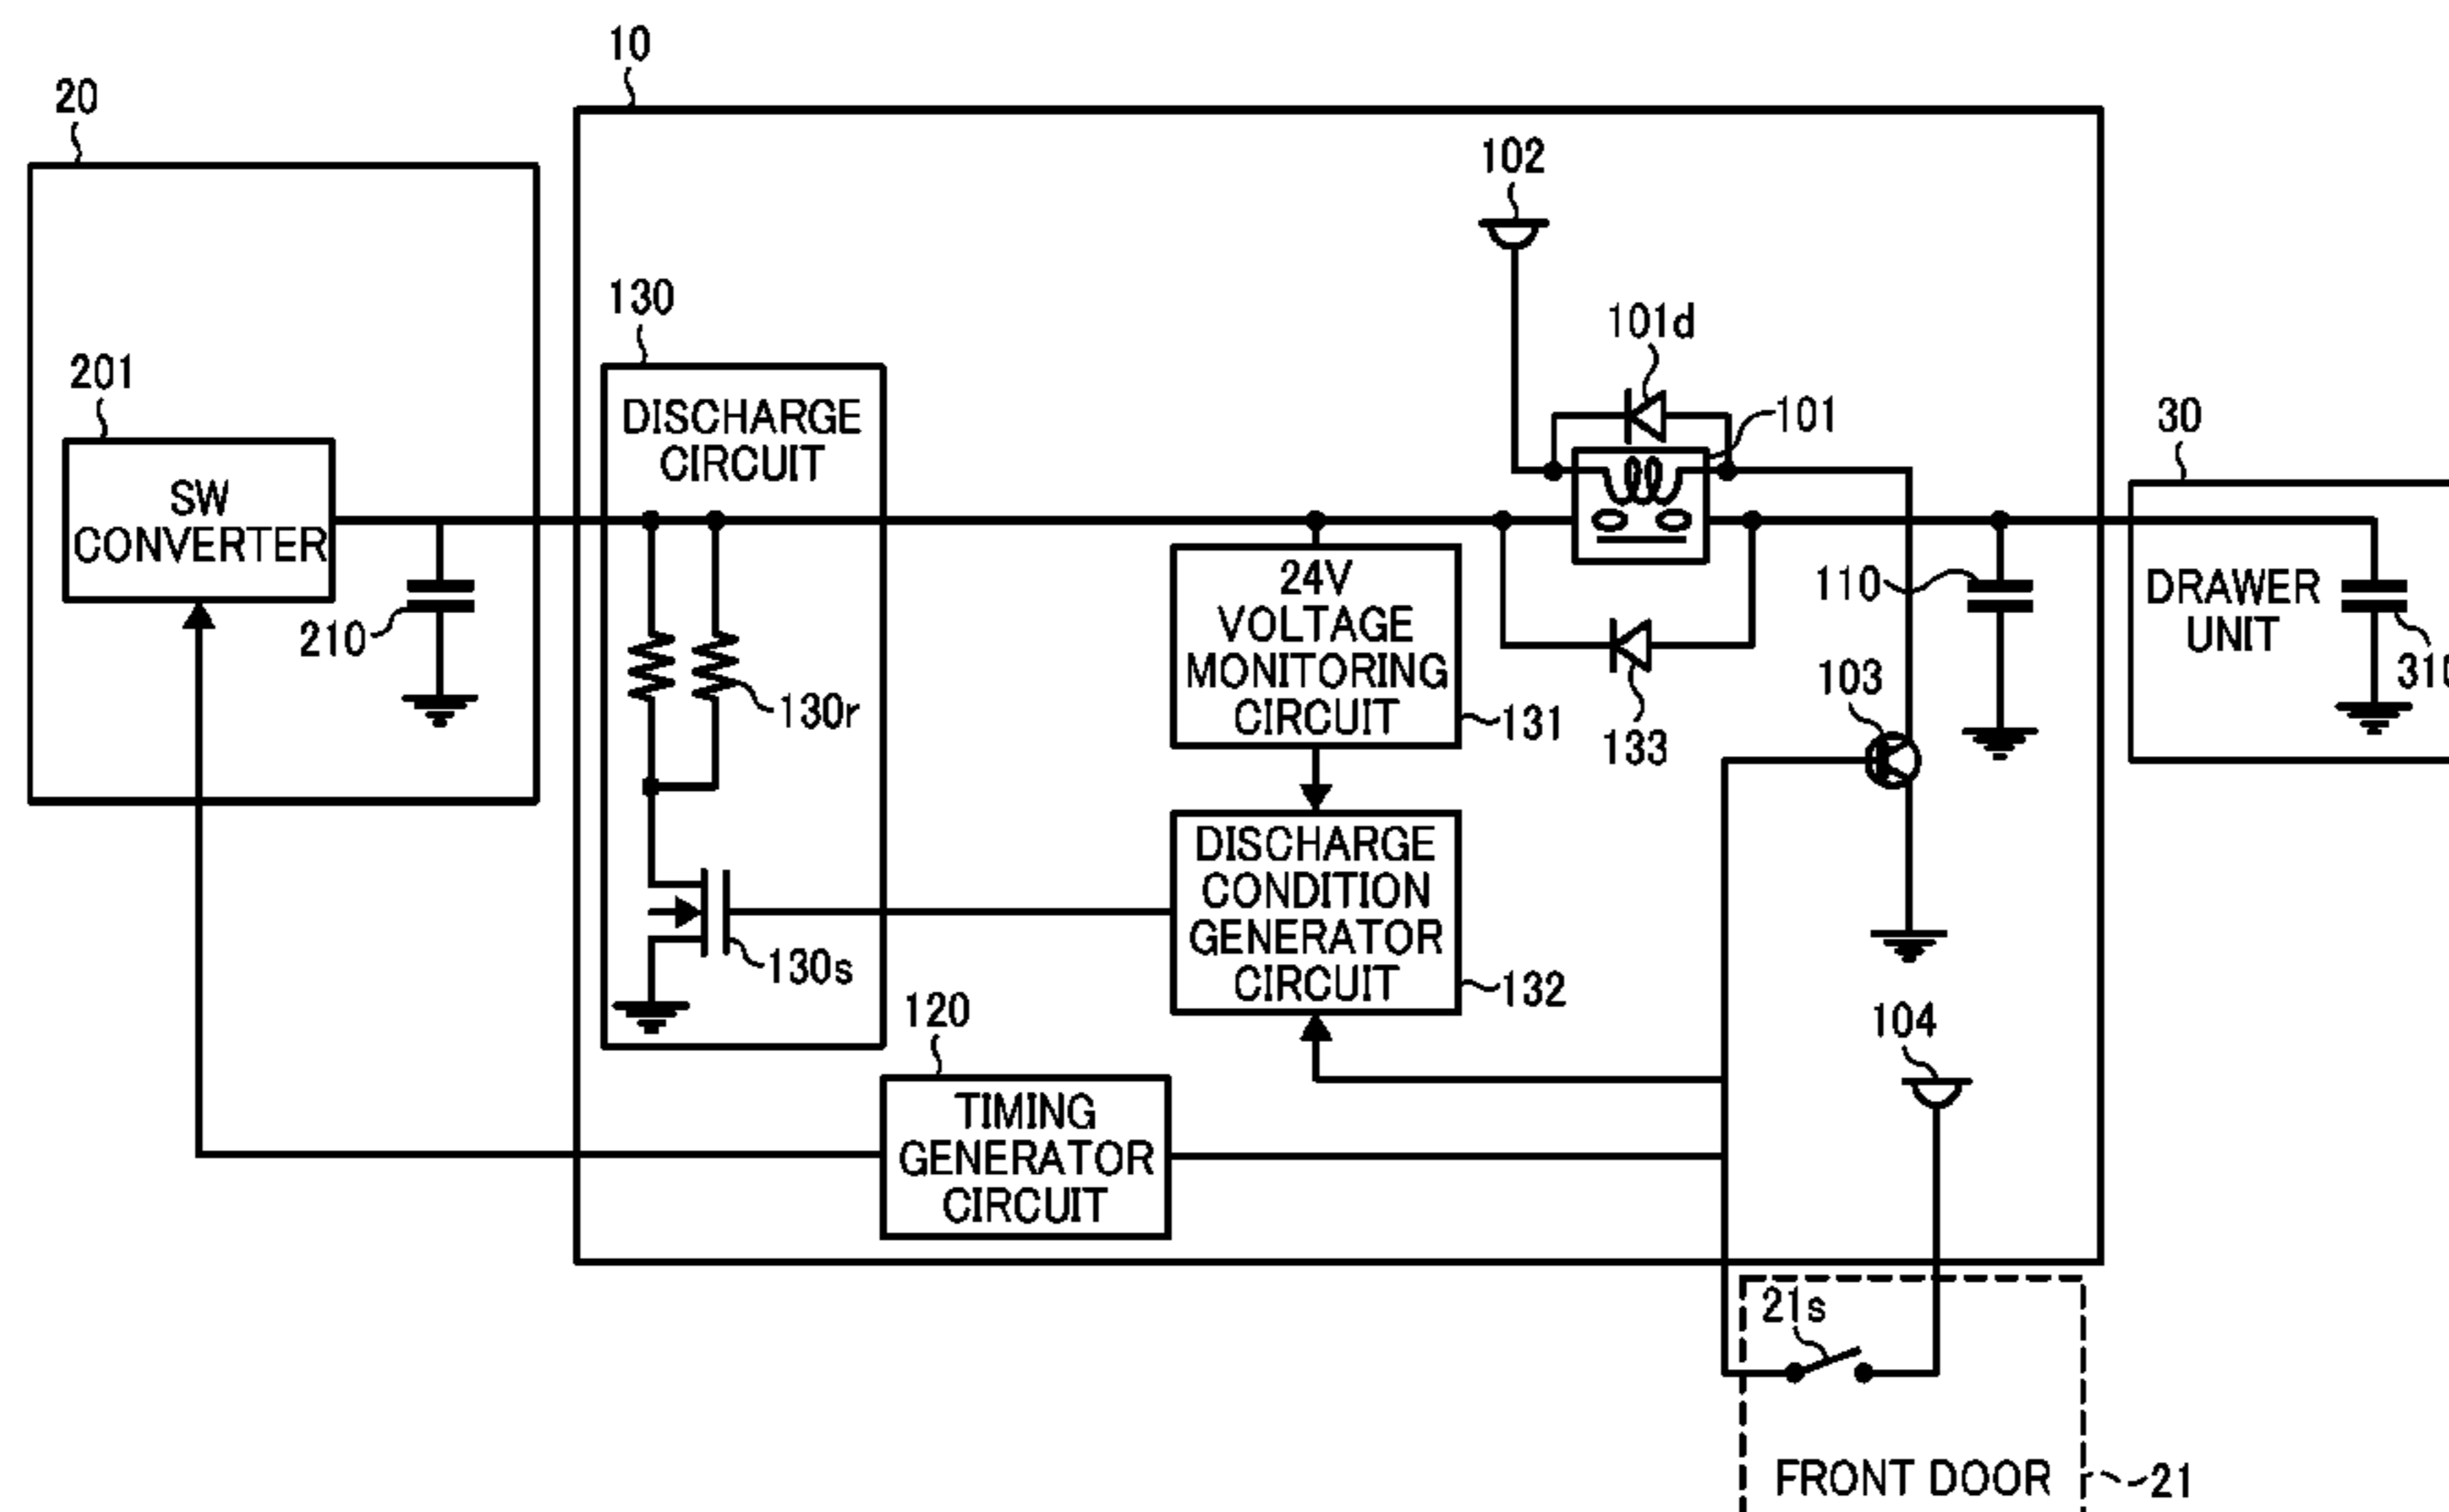 10
20
102
130
101d
201
DISCHARGE
CIRCUIT
101
30
SW
CONVERTER
24V
VOLTAGE
MONITORING
CIRCUIT
110
DRAWER
UNIT
210
310
103
130r
131
133
DISCHARGE
CONDITION
GENERATOR
CIRCUIT
130s
132
120
104
TIMING
GENERATOR
CIRCUIT
21s
FRONT DOOR
21